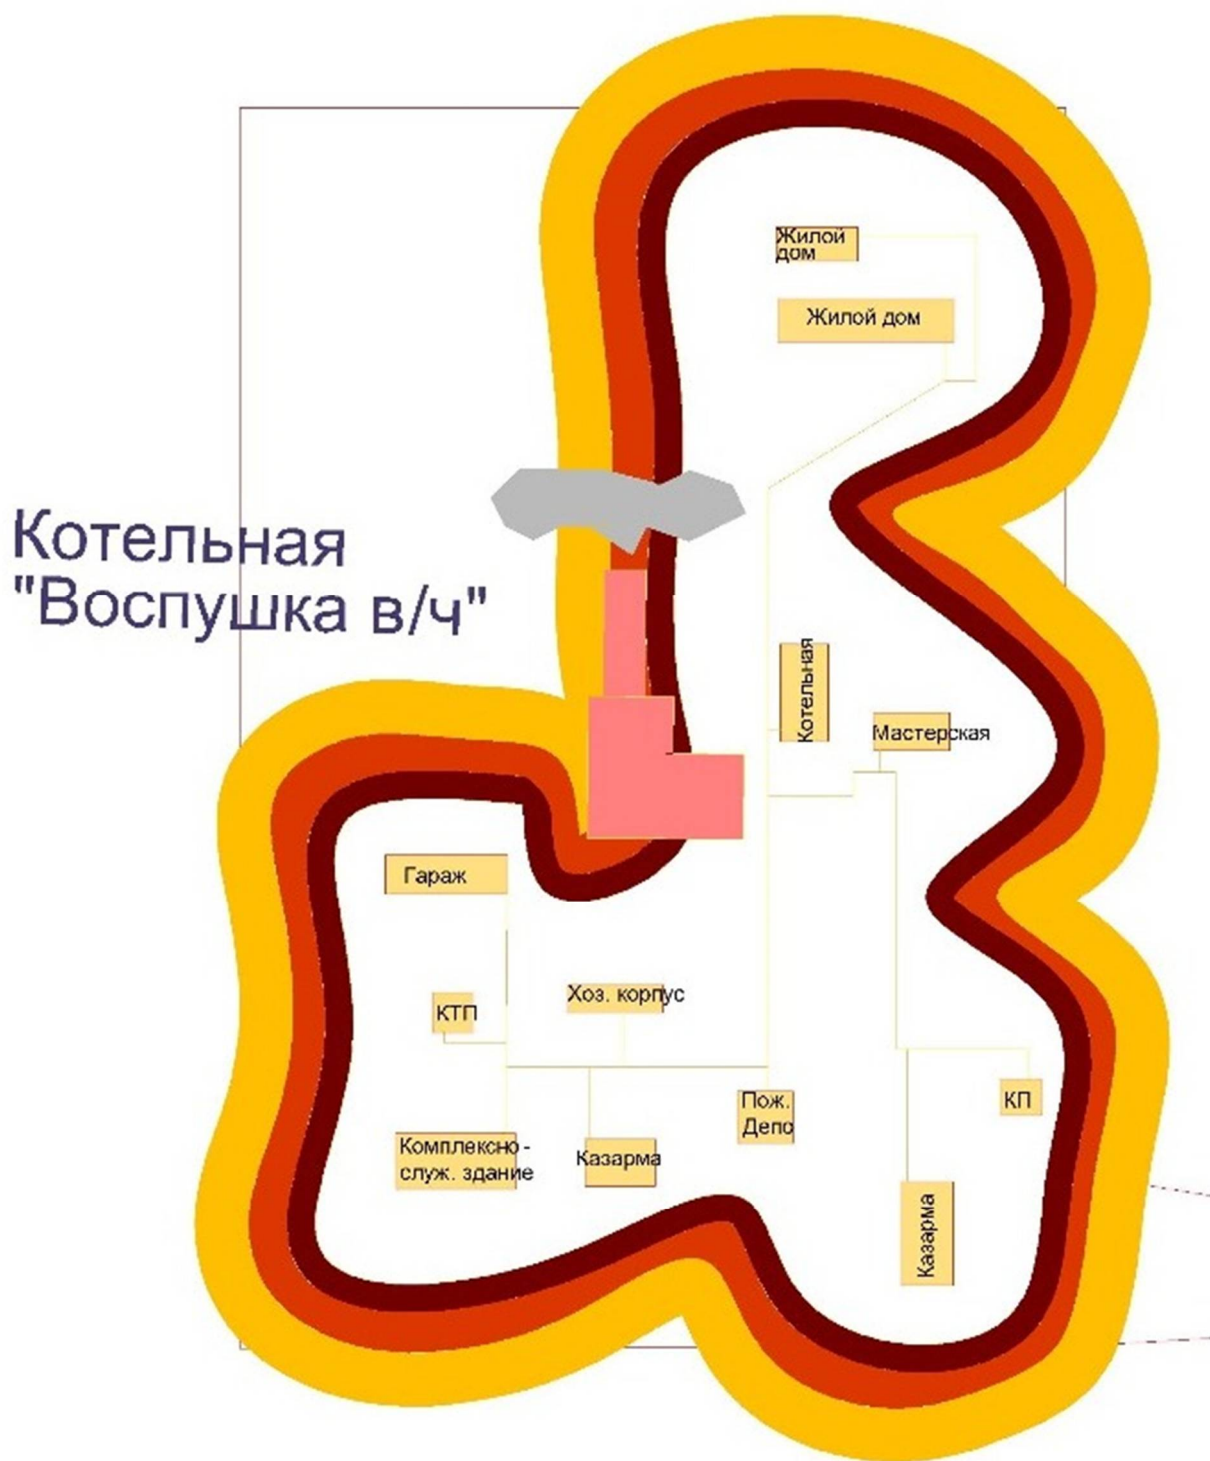 Жилой
дом
Жилой дом
Котельная
"Воспушка в/ч"
Котельная
Мастерская
Гараж
КТП
Хоз. корпус
Пож.
Депо
КП
Комплексно-
служ. здание
Казарма
Казарма